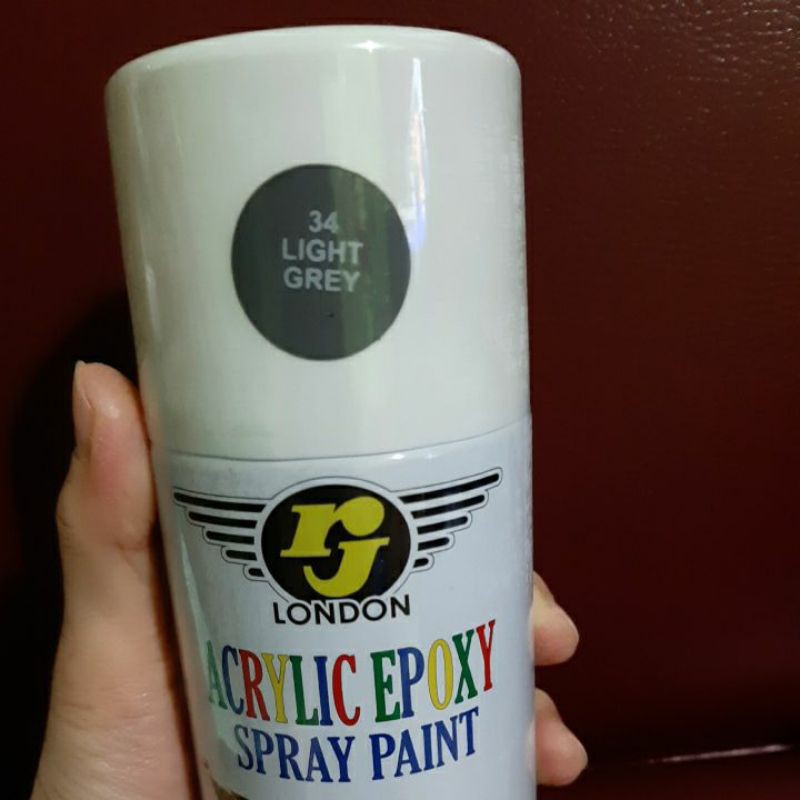 34
LIGHT
GREY
rJ
LONDON
ACRYLIC EPOXY
SPRAY PAINT